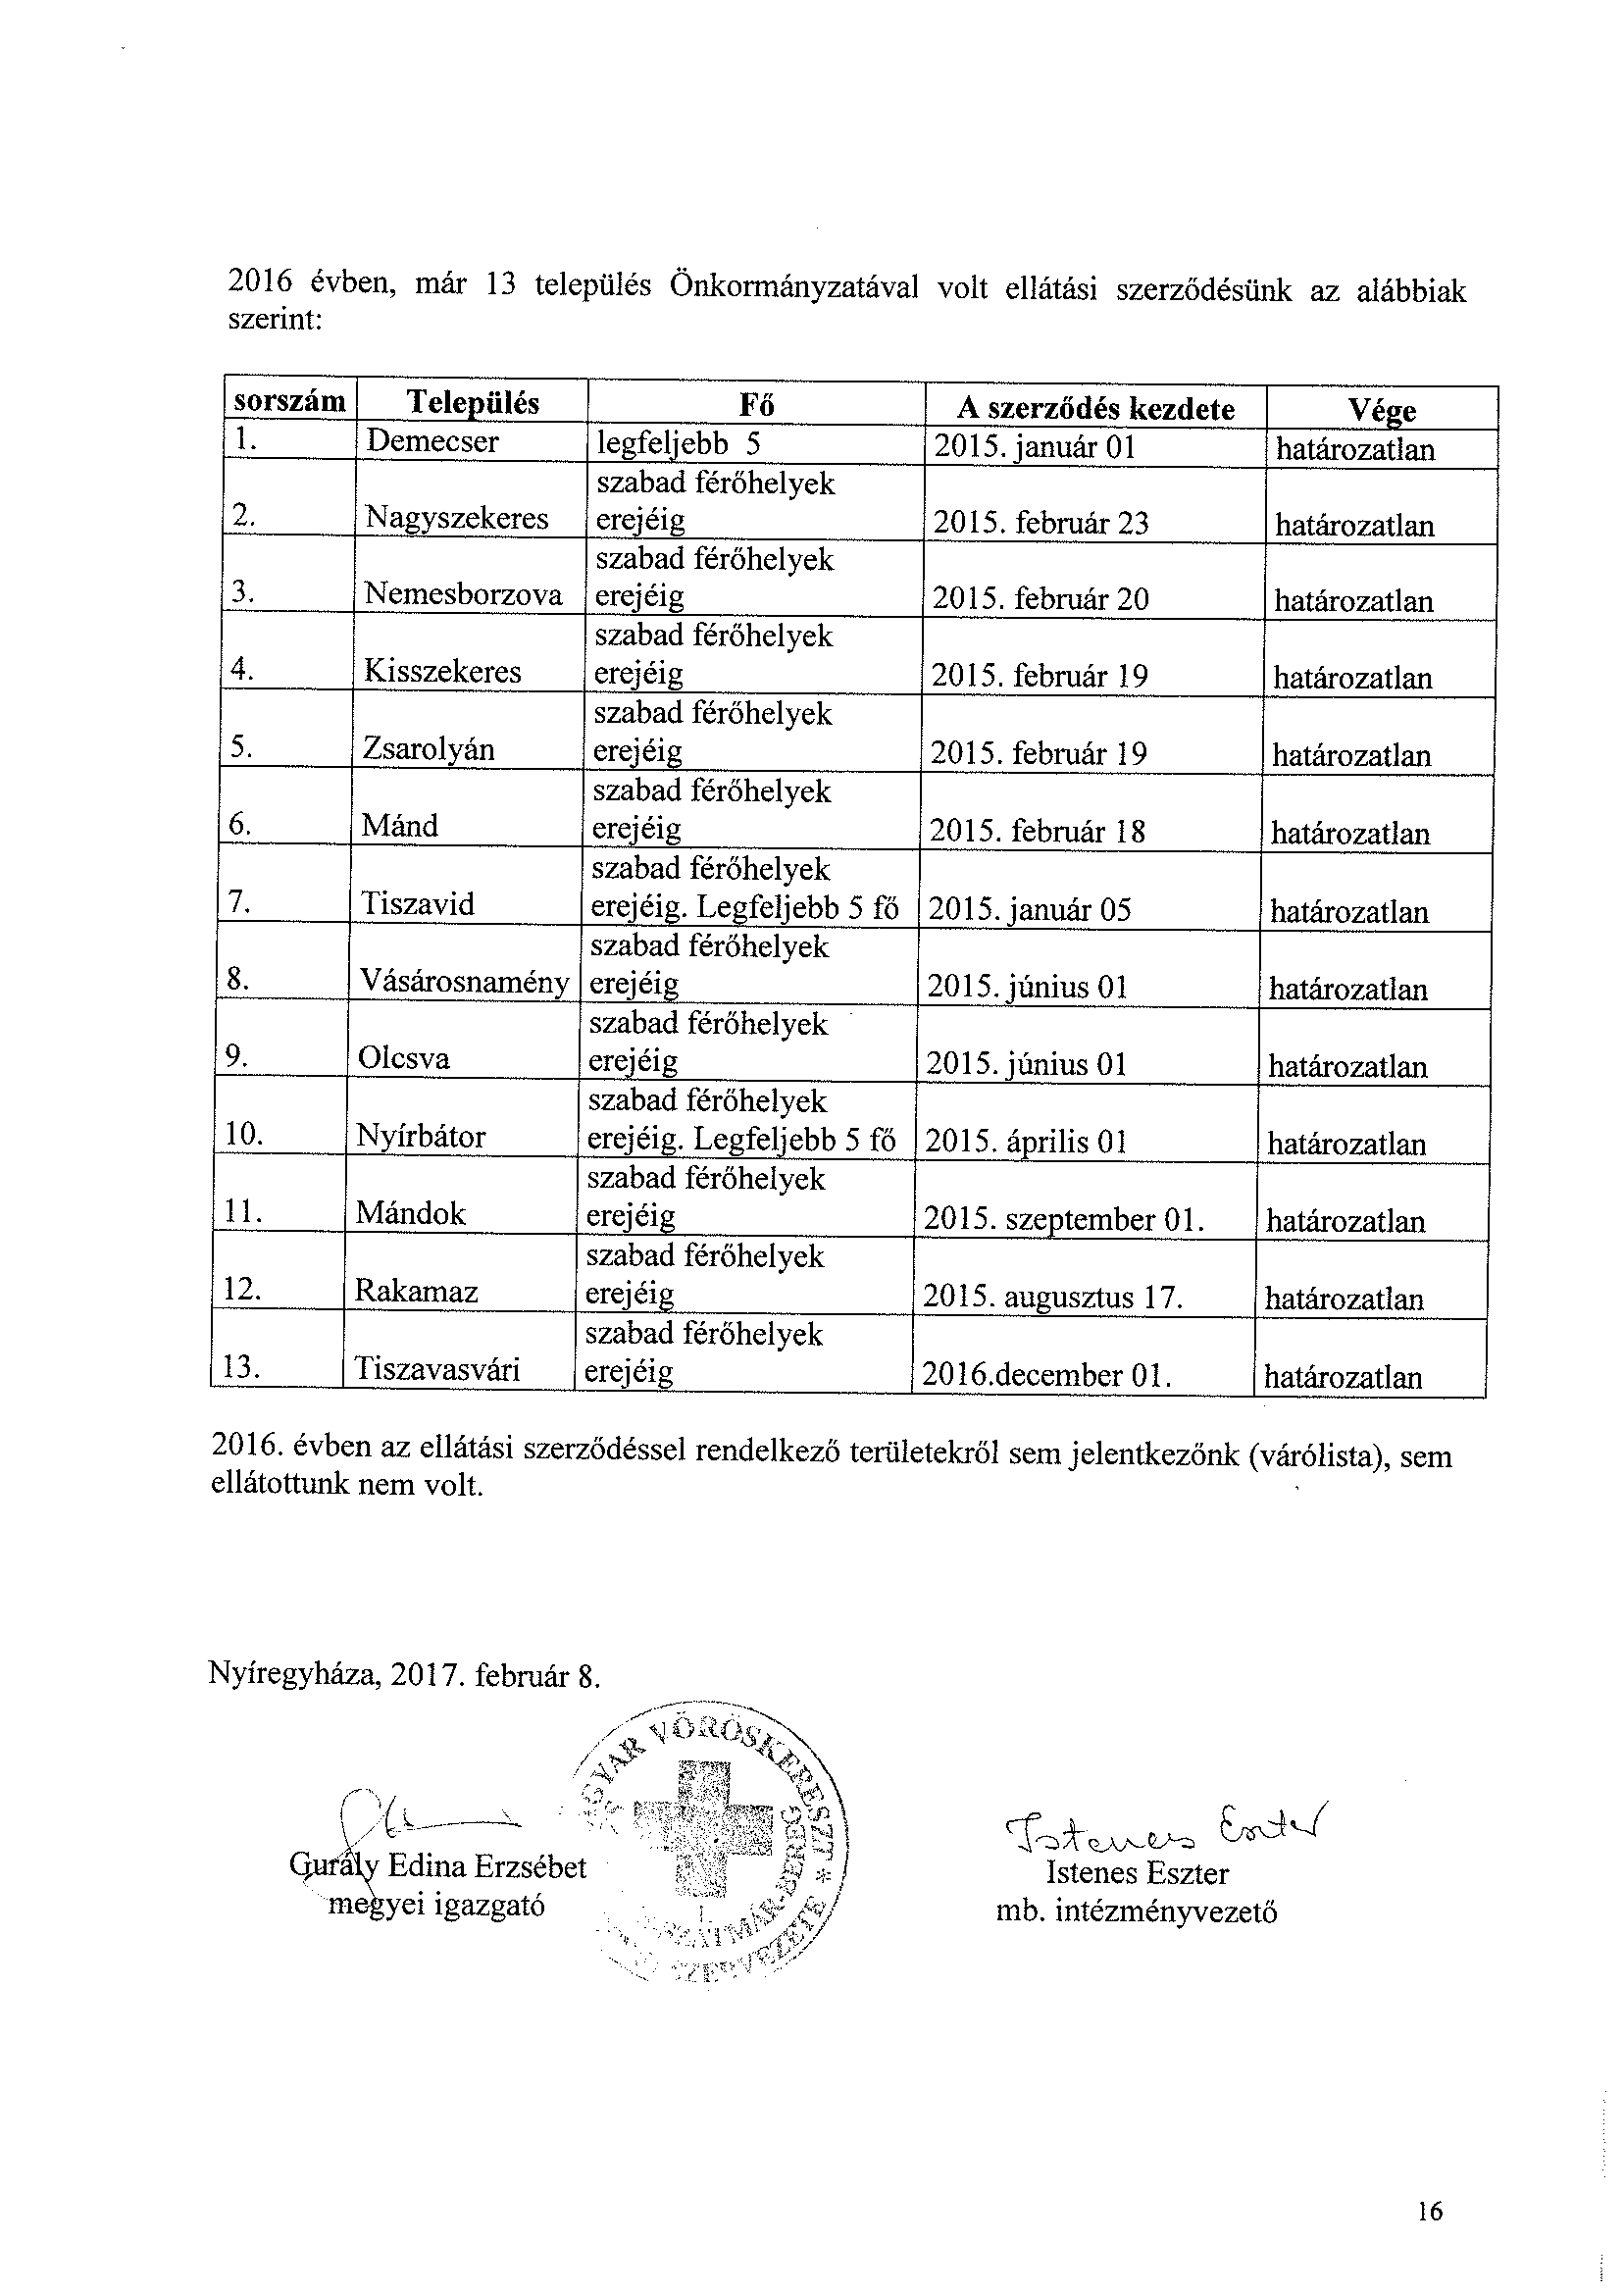 2016 évben, már 13 település Önkormányzatával volt ellátási szerződésünk az alábbiak
szerint:
sorszám Település Fő A szerződés kezdete Vége
1. Demecser legfeljebb 5 2015. január 01 határozatlan
szabad férőhelyek
2. Nagyszekeres erejéig 2015. február 23 határozatlan
szabad férőhelyek
3. Nemesborzova erejéig 2015. február 20 határozatlan
szabad férőhelyek
4. Kisszekeres erejéig 2015. február 19 határozatlan
szabad férőhelyek
5. Zsarolyán erejéig 2015. február 19 határozatlan
szabad férőhelyek
6. Mánd erejéig 2015. február 18 határozatlan
szabad férőhelyek
7. Tiszavid erejéig. Legfeljebb 5 fő 2015. január 05 határozatlan
szabad férőhelyek
8. Vásárosnamény erejéig 2015. június 01 határozatlan
szabad férőhelyek
9. Olcsva erejéig 2015. június 01 határozatlan
szabad férőhelyek
10. Nyírbátor erejéig. Legfeljebb 5 fő 2015. április 01 határozatlan
szabad férőhelyek
11. Mándok erejéig 2015. szeptember 01. határozatlan
szabad férőhelyek
12. Rakamaz erejéig 2015. augusztus 17. határozatlan
szabad férőhelyek
13. Tiszavasvári erejéig 2016.december 01. határozatlan
2016. évben az ellátási szerződéssel rendelkező területekről sem jelentkezőnk (várólista), sem
ellátottunk nem volt.
Nyíregyháza, 2017. február 8.
VÖRÖSKERESZT *
SZATMÁR-BEREG
SZERVEZETE
Istenes Eszter
Gurály Edina Erzsébet
megyei igazgató
Istenes Eszter
mb. intézményvezető
16